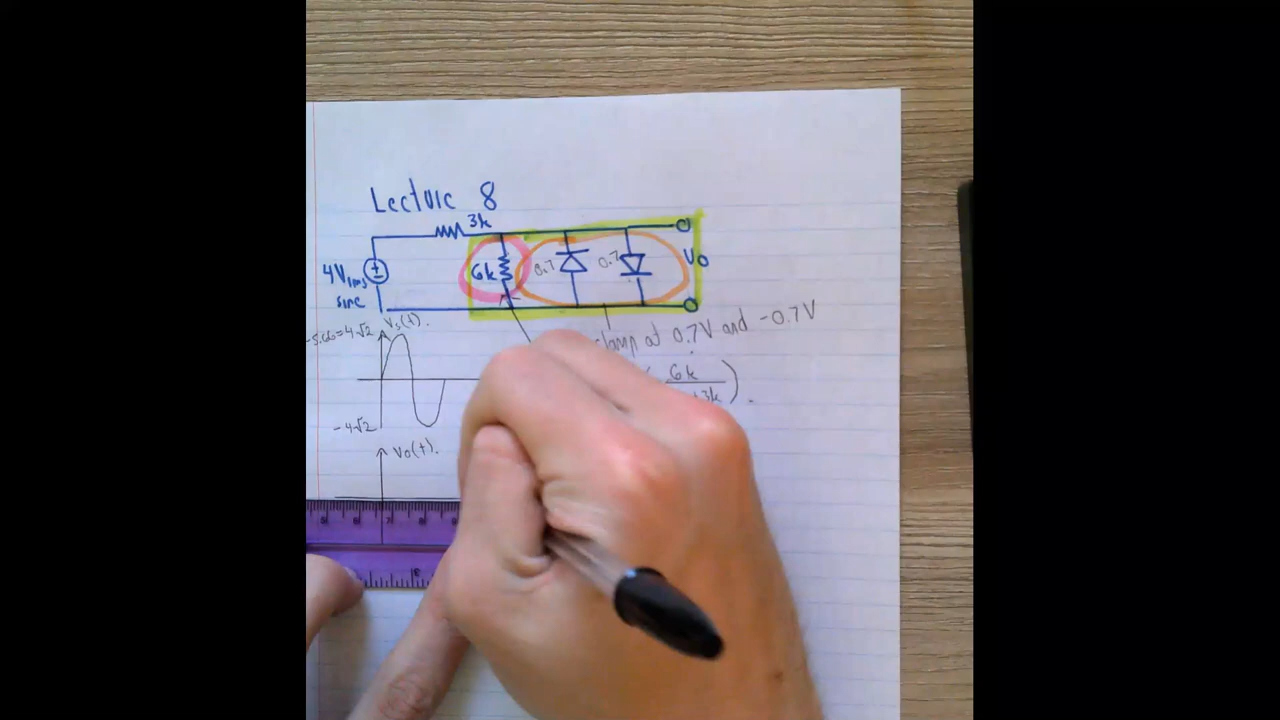 Lecture 8
3k
6k
0.7
0.7
Vo
4Vrms
sine
Vs(t).
-5.66=4√2
clamp at 0.7V and -0.7V
6k
+3k
-4√2
Vo(t).